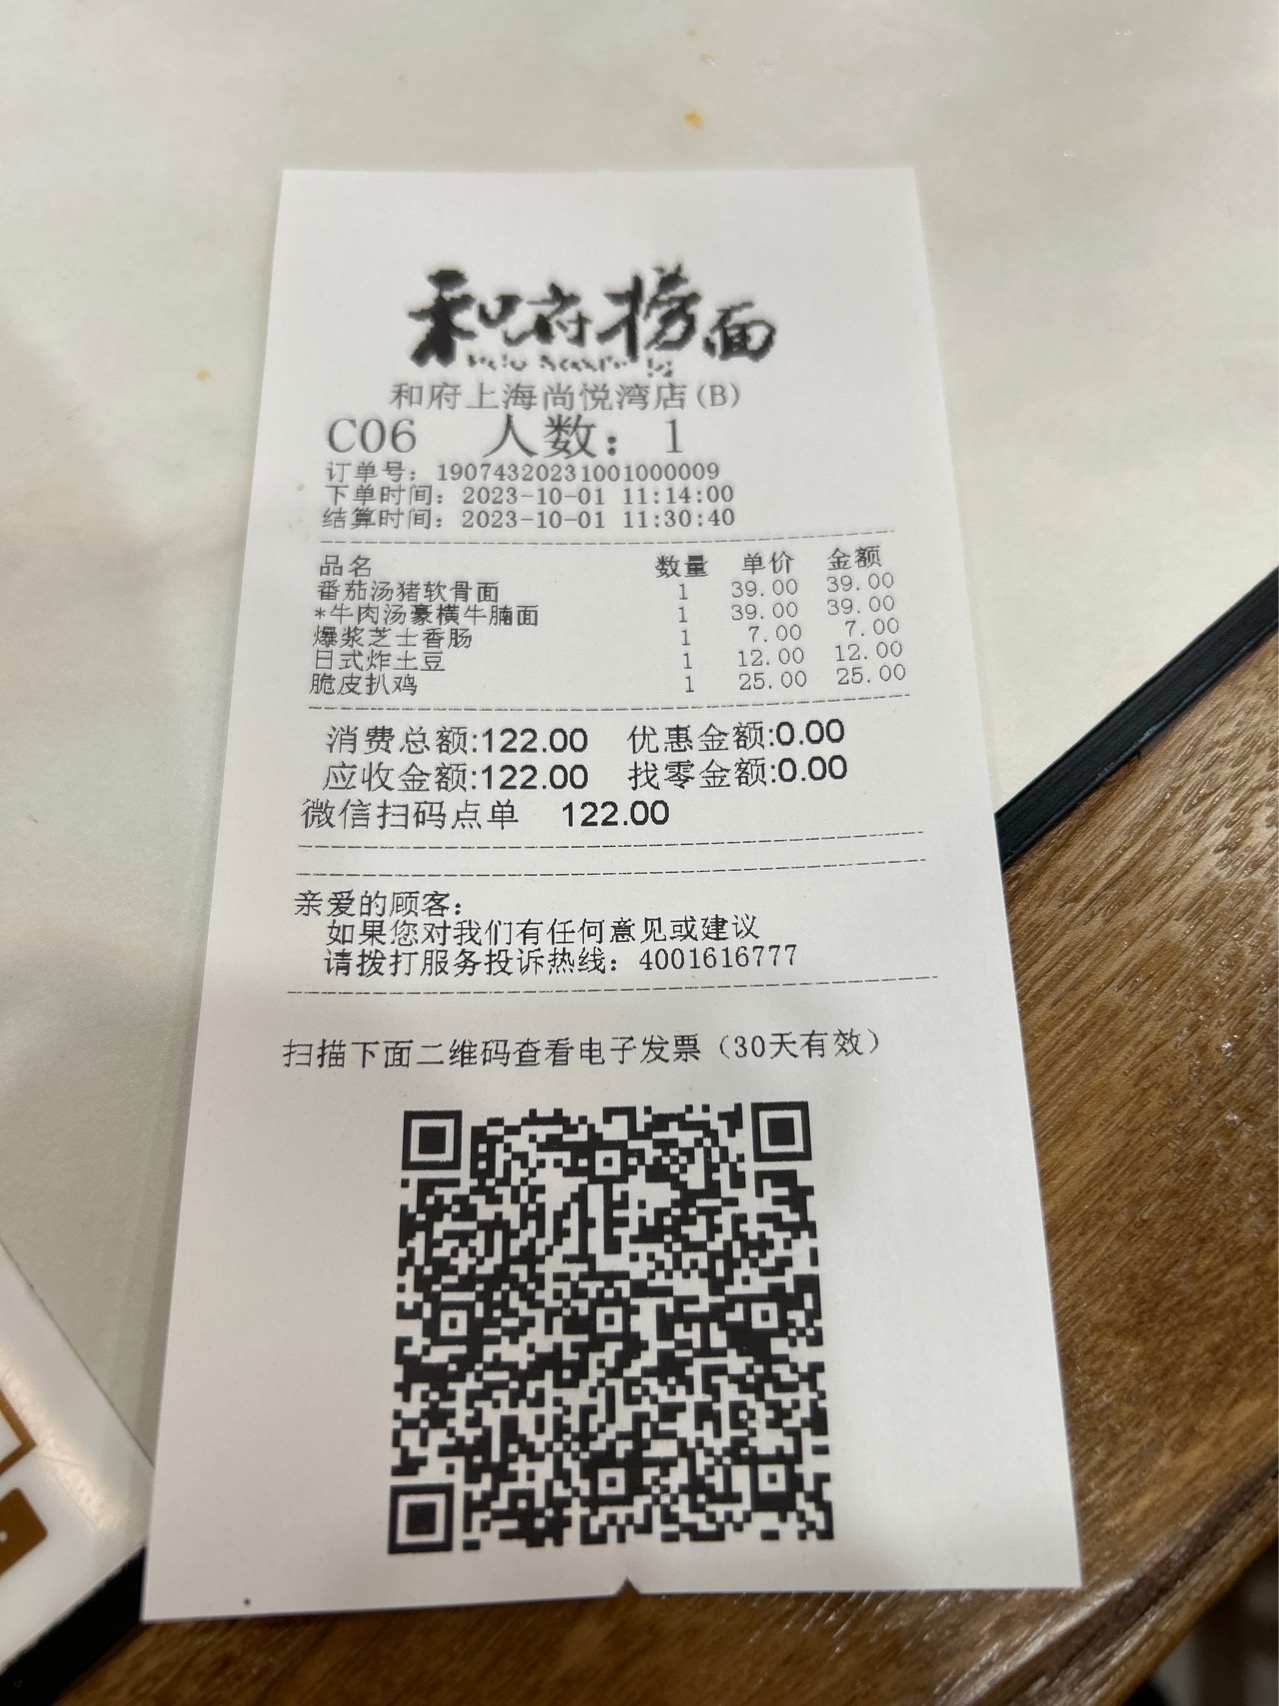 和府捞面
和府上海尚悦湾店(B)
C06 人数：1
订单号：19074320231001000009
下单时间：2023-10-01 11:14:00
结算时间：2023-10-01 11:30:40
品名 数量 单价 金额
番茄汤猪软骨面 1 39.00 39.00
*牛肉汤豪横牛腩面 1 39.00 39.00
爆浆芝士香肠 1 7.00 7.00
日式炸土豆 1 12.00 12.00
脆皮扒鸡 1 25.00 25.00
消费总额:122.00 优惠金额:0.00
应收金额:122.00 找零金额:0.00
微信扫码点单 122.00
亲爱的顾客：
如果您对我们有任何意见或建议
请拨打服务投诉热线：4001616777
扫描下面二维码查看电子发票（30天有效）